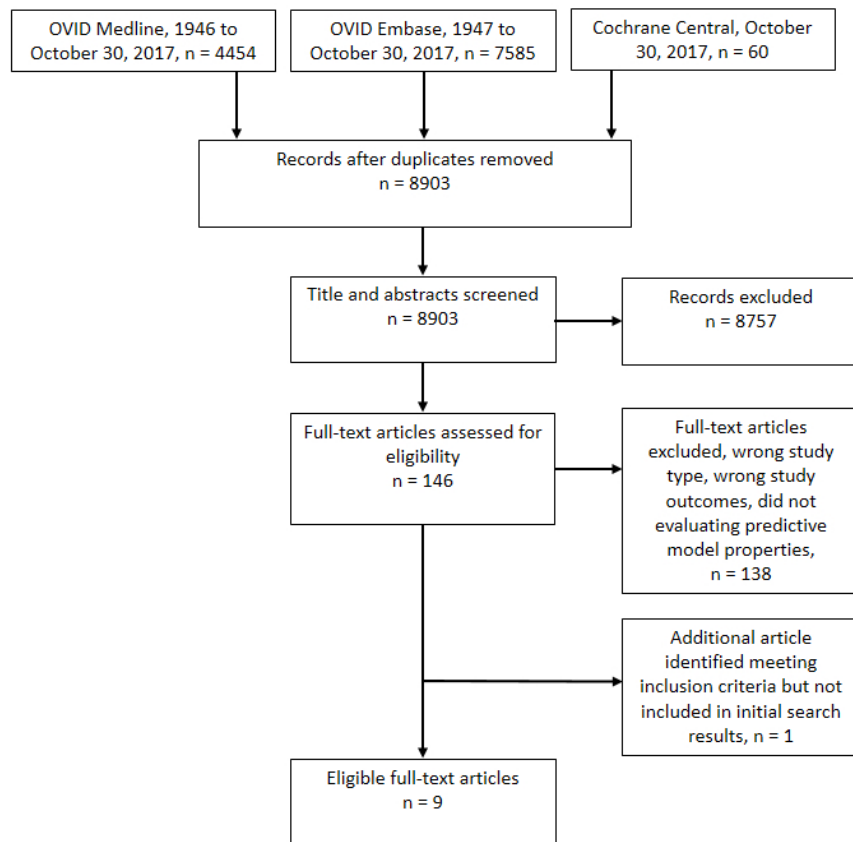 OVID Medline, 1946 to
October 30, 2017, n = 4454
OVID Embase, 1947 to
October 30, 2017, n = 7585
Cochrane Central, October
30, 2017, n = 60
Records after duplicates removed
n = 8903
Title and abstracts screened
n = 8903
Records excluded
n = 8757
Full-text articles assessed for
eligibility
n = 146
Full-text articles
excluded, wrong study
type, wrong study
outcomes, did not
evaluating predictive
model properties,
n = 138
Additional article
identified meeting
inclusion criteria but not
included in initial search
results, n = 1
Eligible full-text articles
n = 9